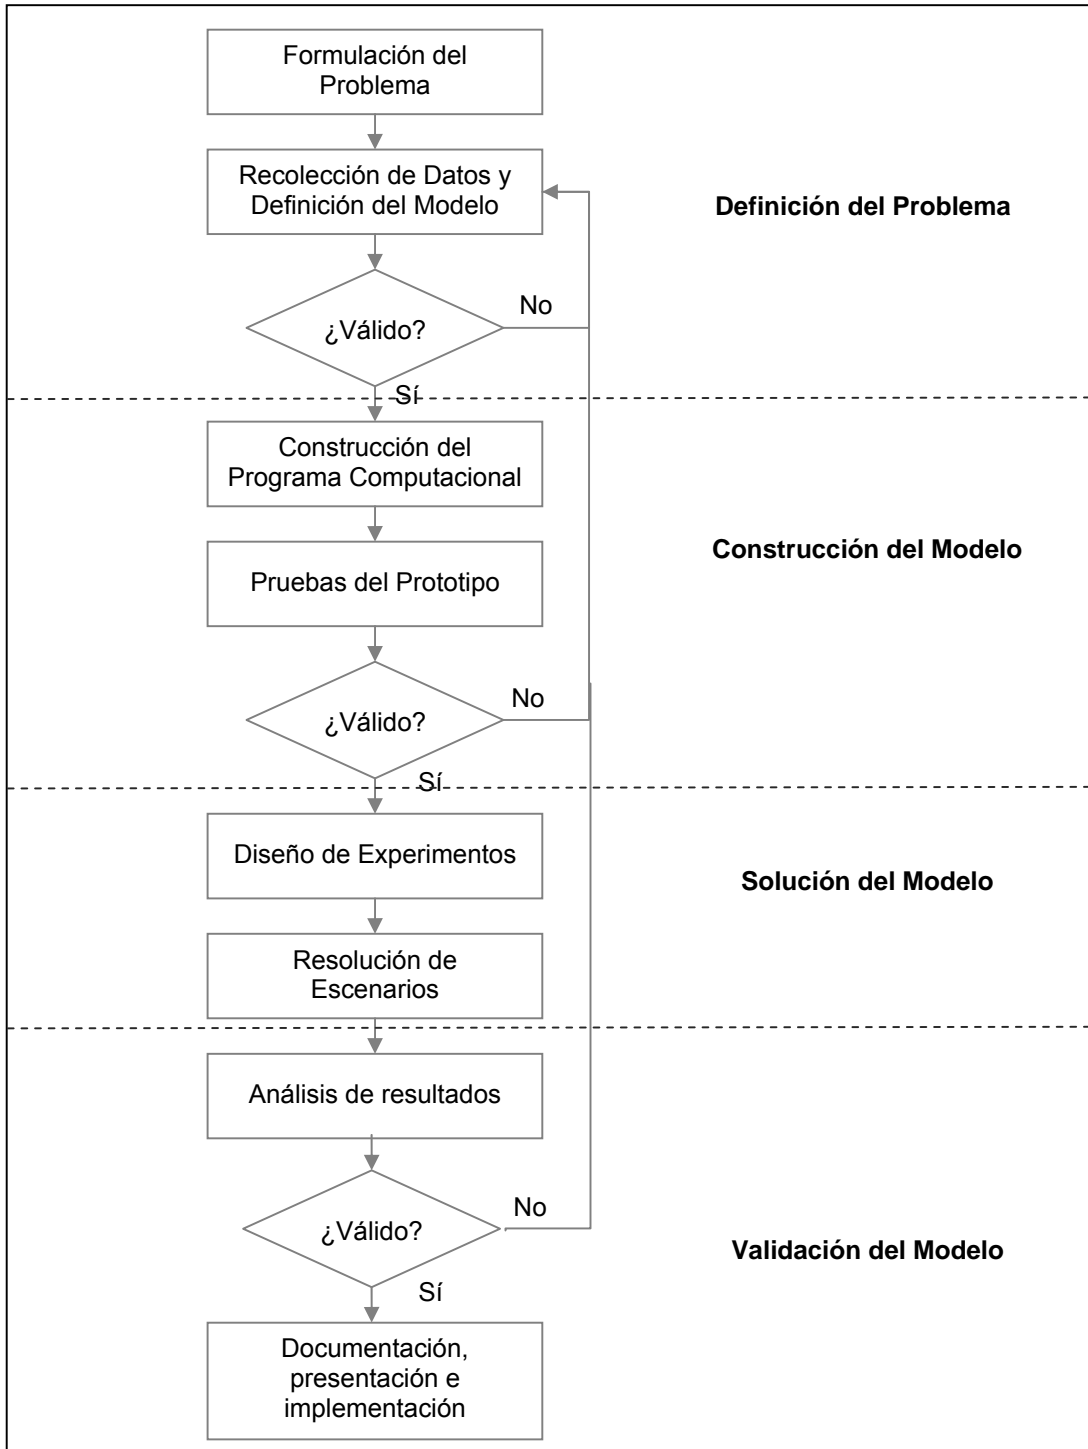 Formulación del
Problema
Recolección de Datos y
Definición del Modelo
Definición del Problema
No
¿Válido?
Sí
Construcción del
Programa Computacional
Construcción del Modelo
Pruebas del Prototipo
No
¿Válido?
Sí
Diseño de Experimentos
Solución del Modelo
Resolución de
Escenarios
Análisis de resultados
No
¿Válido?
Validación del Modelo
Sí
Documentación,
presentación e
implementación